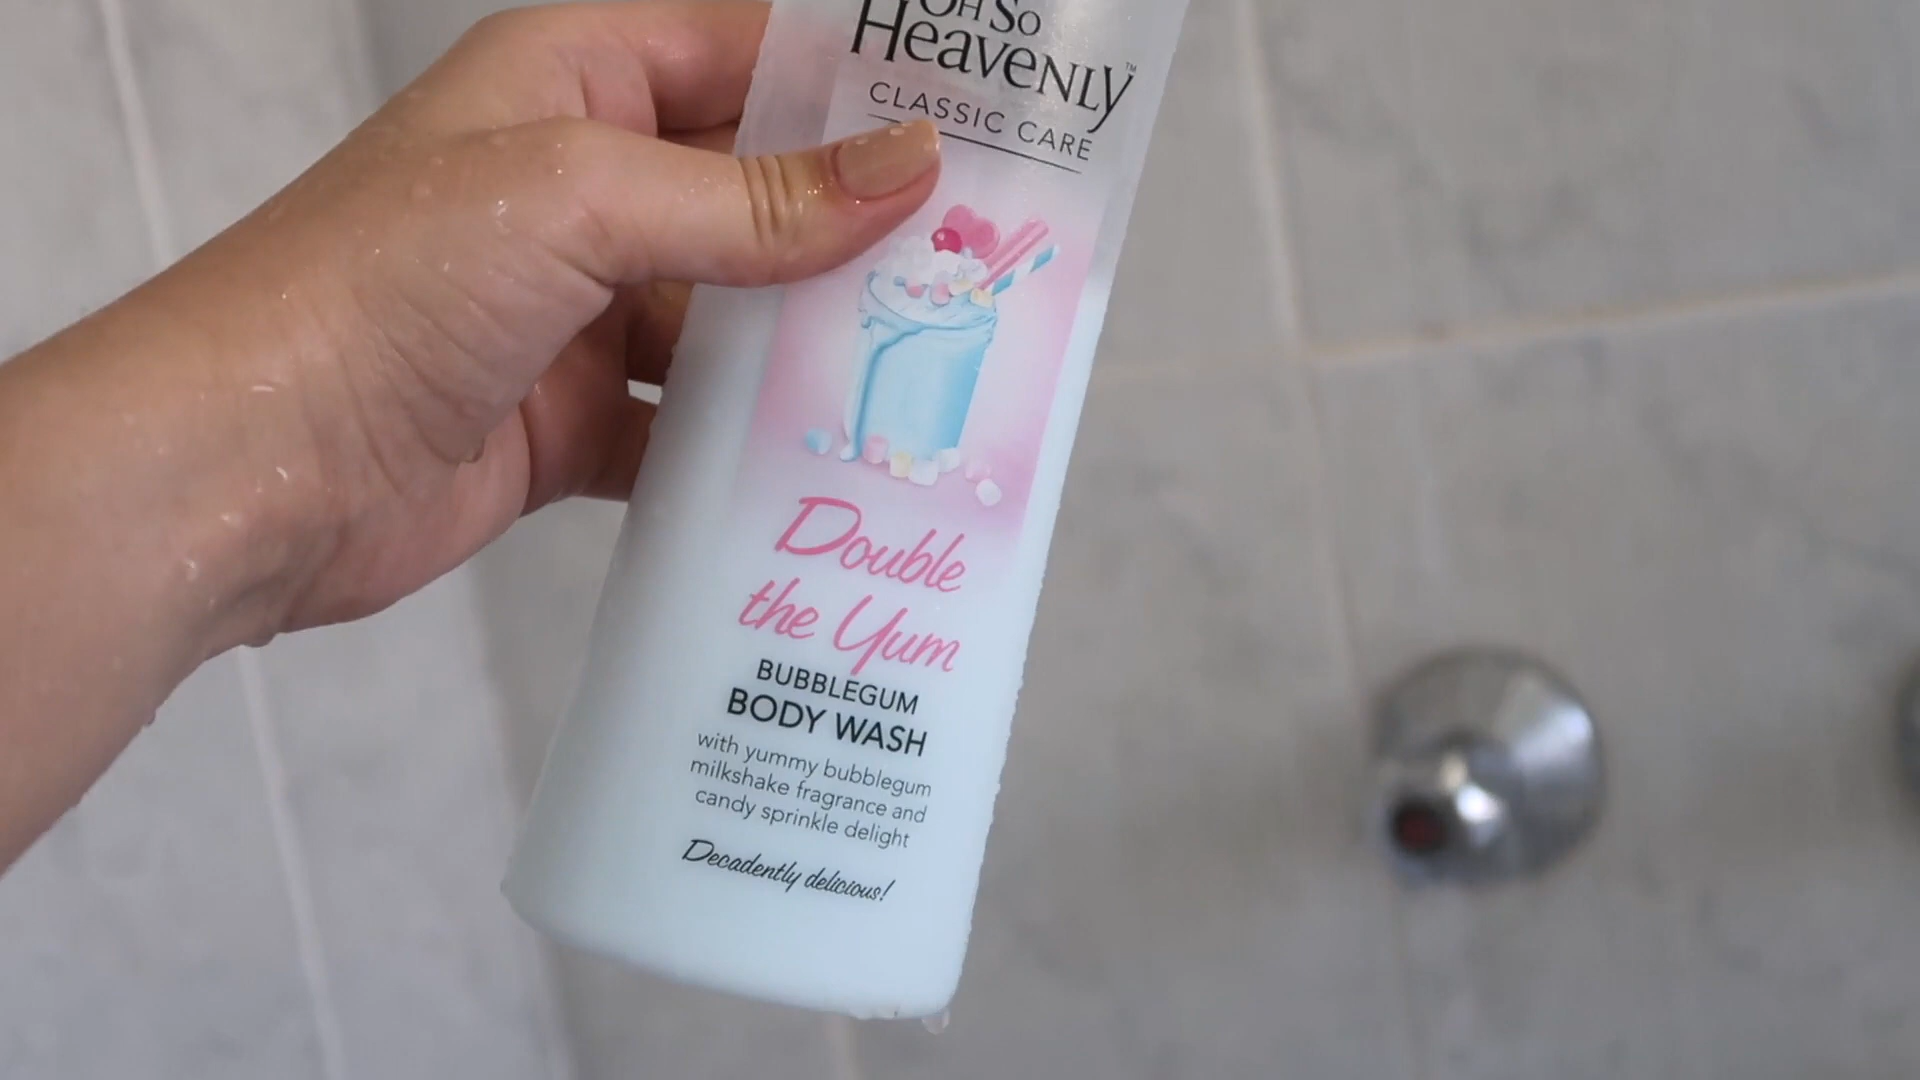 OH SO
HEAVENLY™
CLASSIC CARE
Double
the Yum
BUBBLEGUM
BODY WASH
with yummy bubblegum
milkshake fragrance and
candy sprinkle delight
Decadently delicious!